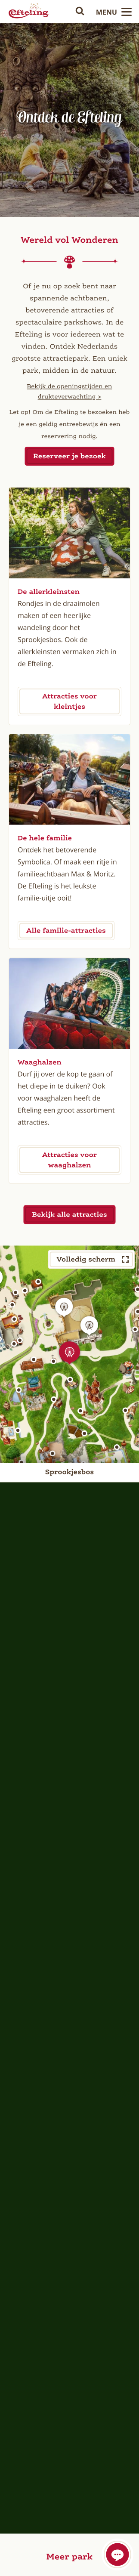 Efteling
MENU
Ontdek de Efteling
Wereld vol Wonderen
Of je nu op zoek bent naar
spannende achtbanen,
betoverende attracties of
spectaculaire parkshows. In de
Efteling is voor iedereen wat te
vinden. Ontdek Nederlands
grootste attractiepark. Een uniek
park, midden in de natuur.
Bekijk de openingstijden en
drukteverwachting »
Let op! Om de Efteling te bezoeken heb
je een geldig entreebewijs én een
reservering nodig.
Reserveer je bezoek
De allerkleinsten
Rondjes in de draaimolen
maken of een heerlijke
wandeling door het
Sprookjesbos. Ook de
allerkleinsten vermaken zich in
de Efteling.
Attracties voor
kleintjes
De hele familie
Ontdek het betoverende
Symbolica. Of maak een ritje in
familieachtbaan Max & Moritz.
De Efteling is het leukste
familie-uitje ooit!
Alle familie-attracties
Waaghalzen
Durf jij over de kop te gaan of
het diepe in te duiken? Ook
voor waaghalzen heeft de
Efteling een groot assortiment
attracties.
Attracties voor
waaghalzen
Bekijk alle attracties
Volledig scherm
Sprookjesbos
Meer park